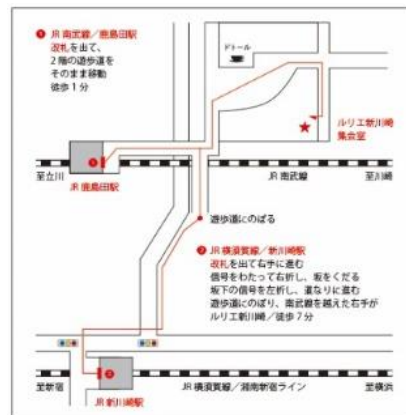 ❶ JR 南武線／鹿島田駅
改札を出て、
2階の遊歩道を
そのまま移動
徒歩1分
ドトール
ルリエ新川崎
集会室
❶
至立川
JR 鹿島田駅
JR 南武線
至川崎
遊歩道にのぼる
❷ JR 横須賀線／新川崎駅
改札を出て右手に進む
信号をわたって右折し、坂をくだる
坂下の信号を左折し、道なりに進む
遊歩道にのぼり、南武線を越えた右手が
ルリエ新川崎／徒歩7分
❷
至新宿
JR 新川崎駅
JR 横須賀線／湘南新宿ライン
至横浜